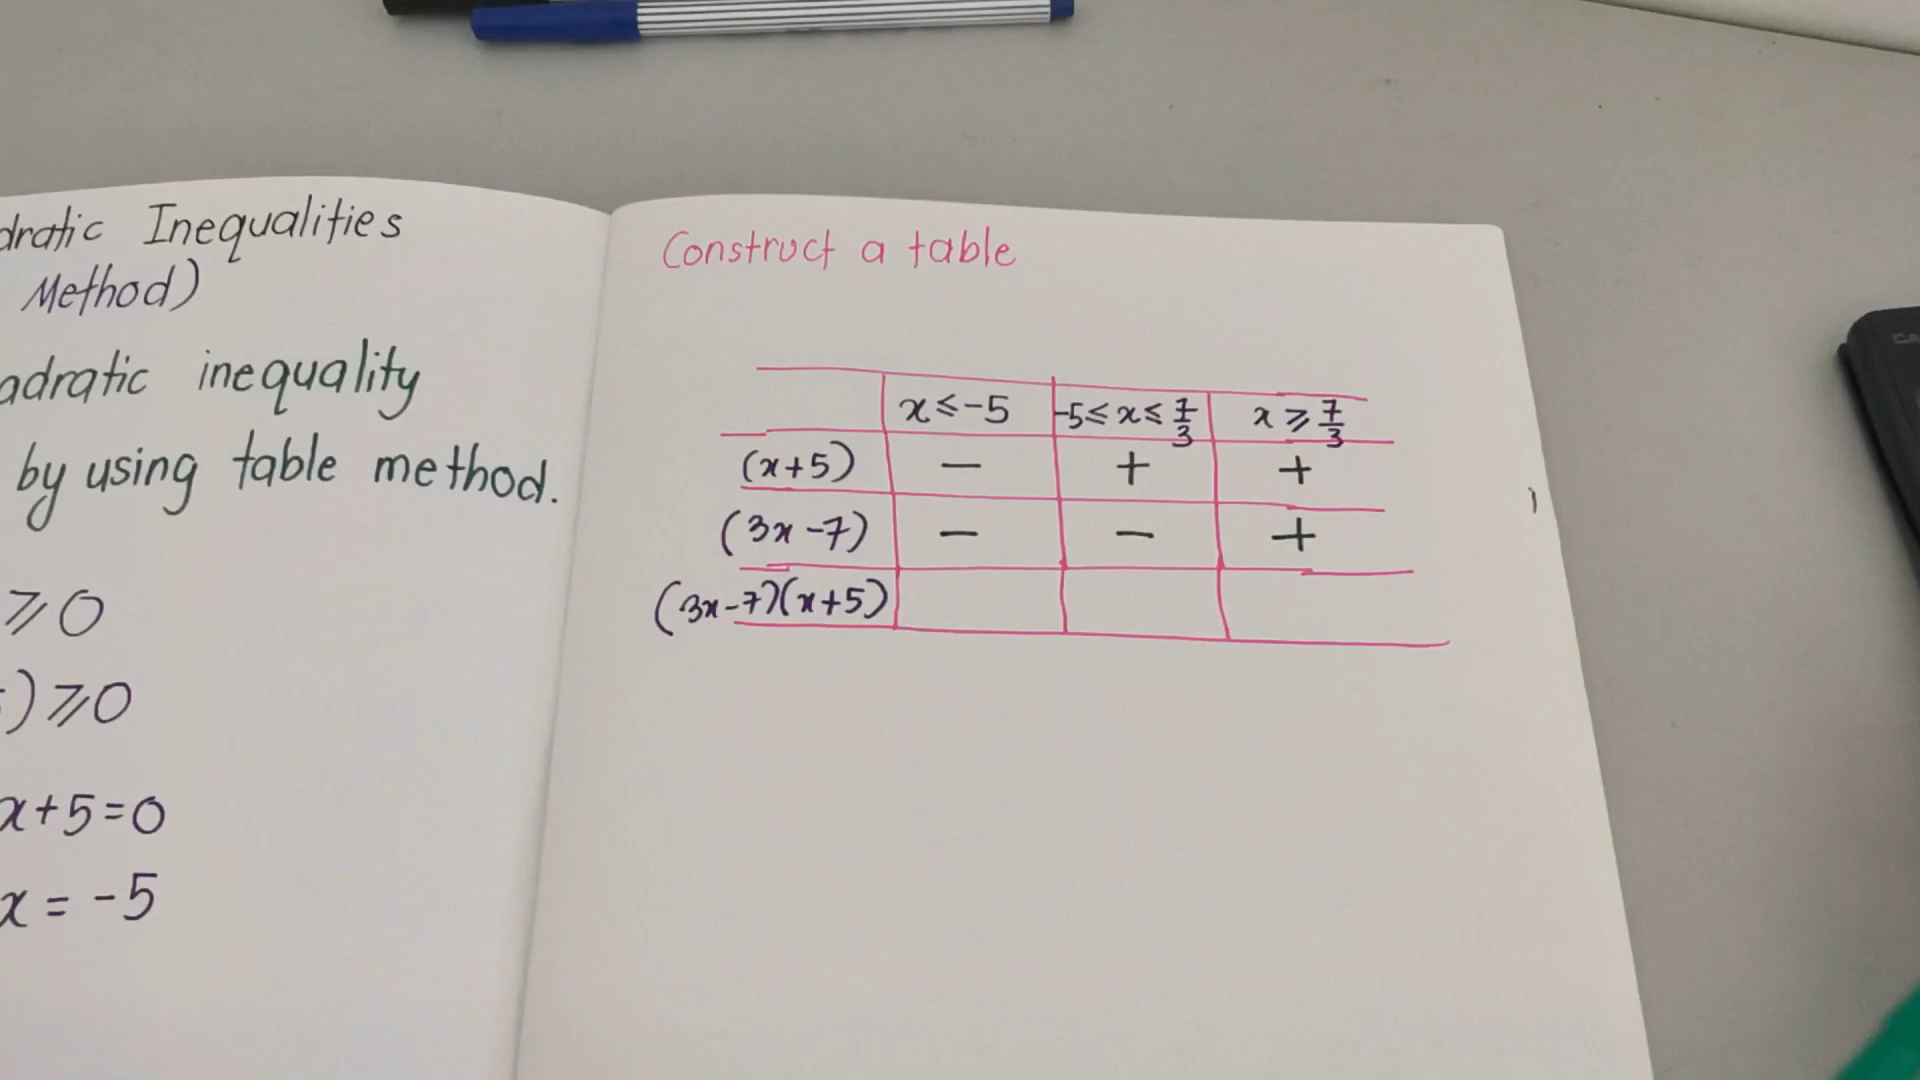 dratic Inequalities
Method)
adratic inequality
by using table method.
≥0
)≥0
x+5=0
x = -5
Construct a table
x≤-5 -5≤x≤7/3 x≥7/3
(x+5) - + +
(3x-7) - - +
(3x-7)(x+5)
CA